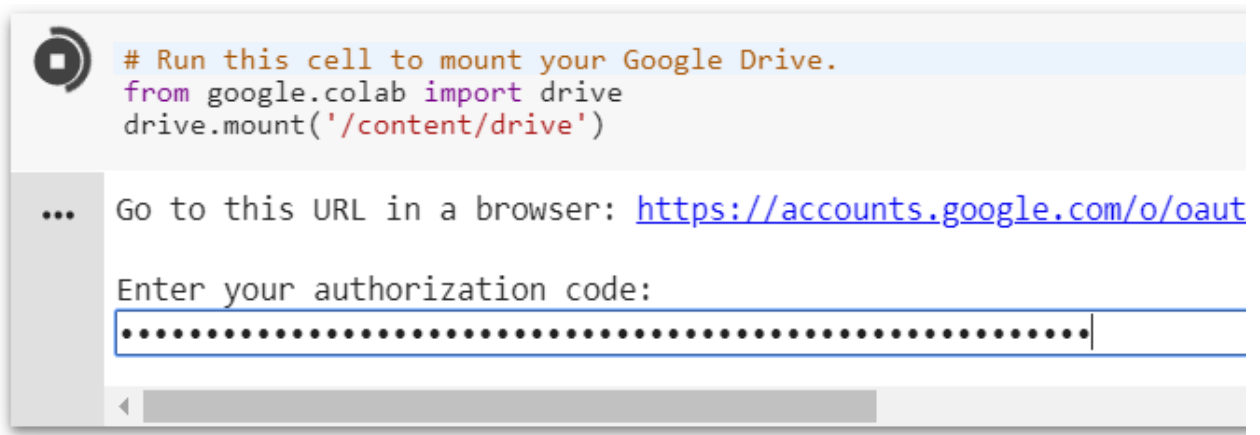 # Run this cell to mount your Google Drive.
from google.colab import drive
drive.mount('/content/drive')
Go to this URL in a browser: https://accounts.google.com/o/oaut
Enter your authorization code: